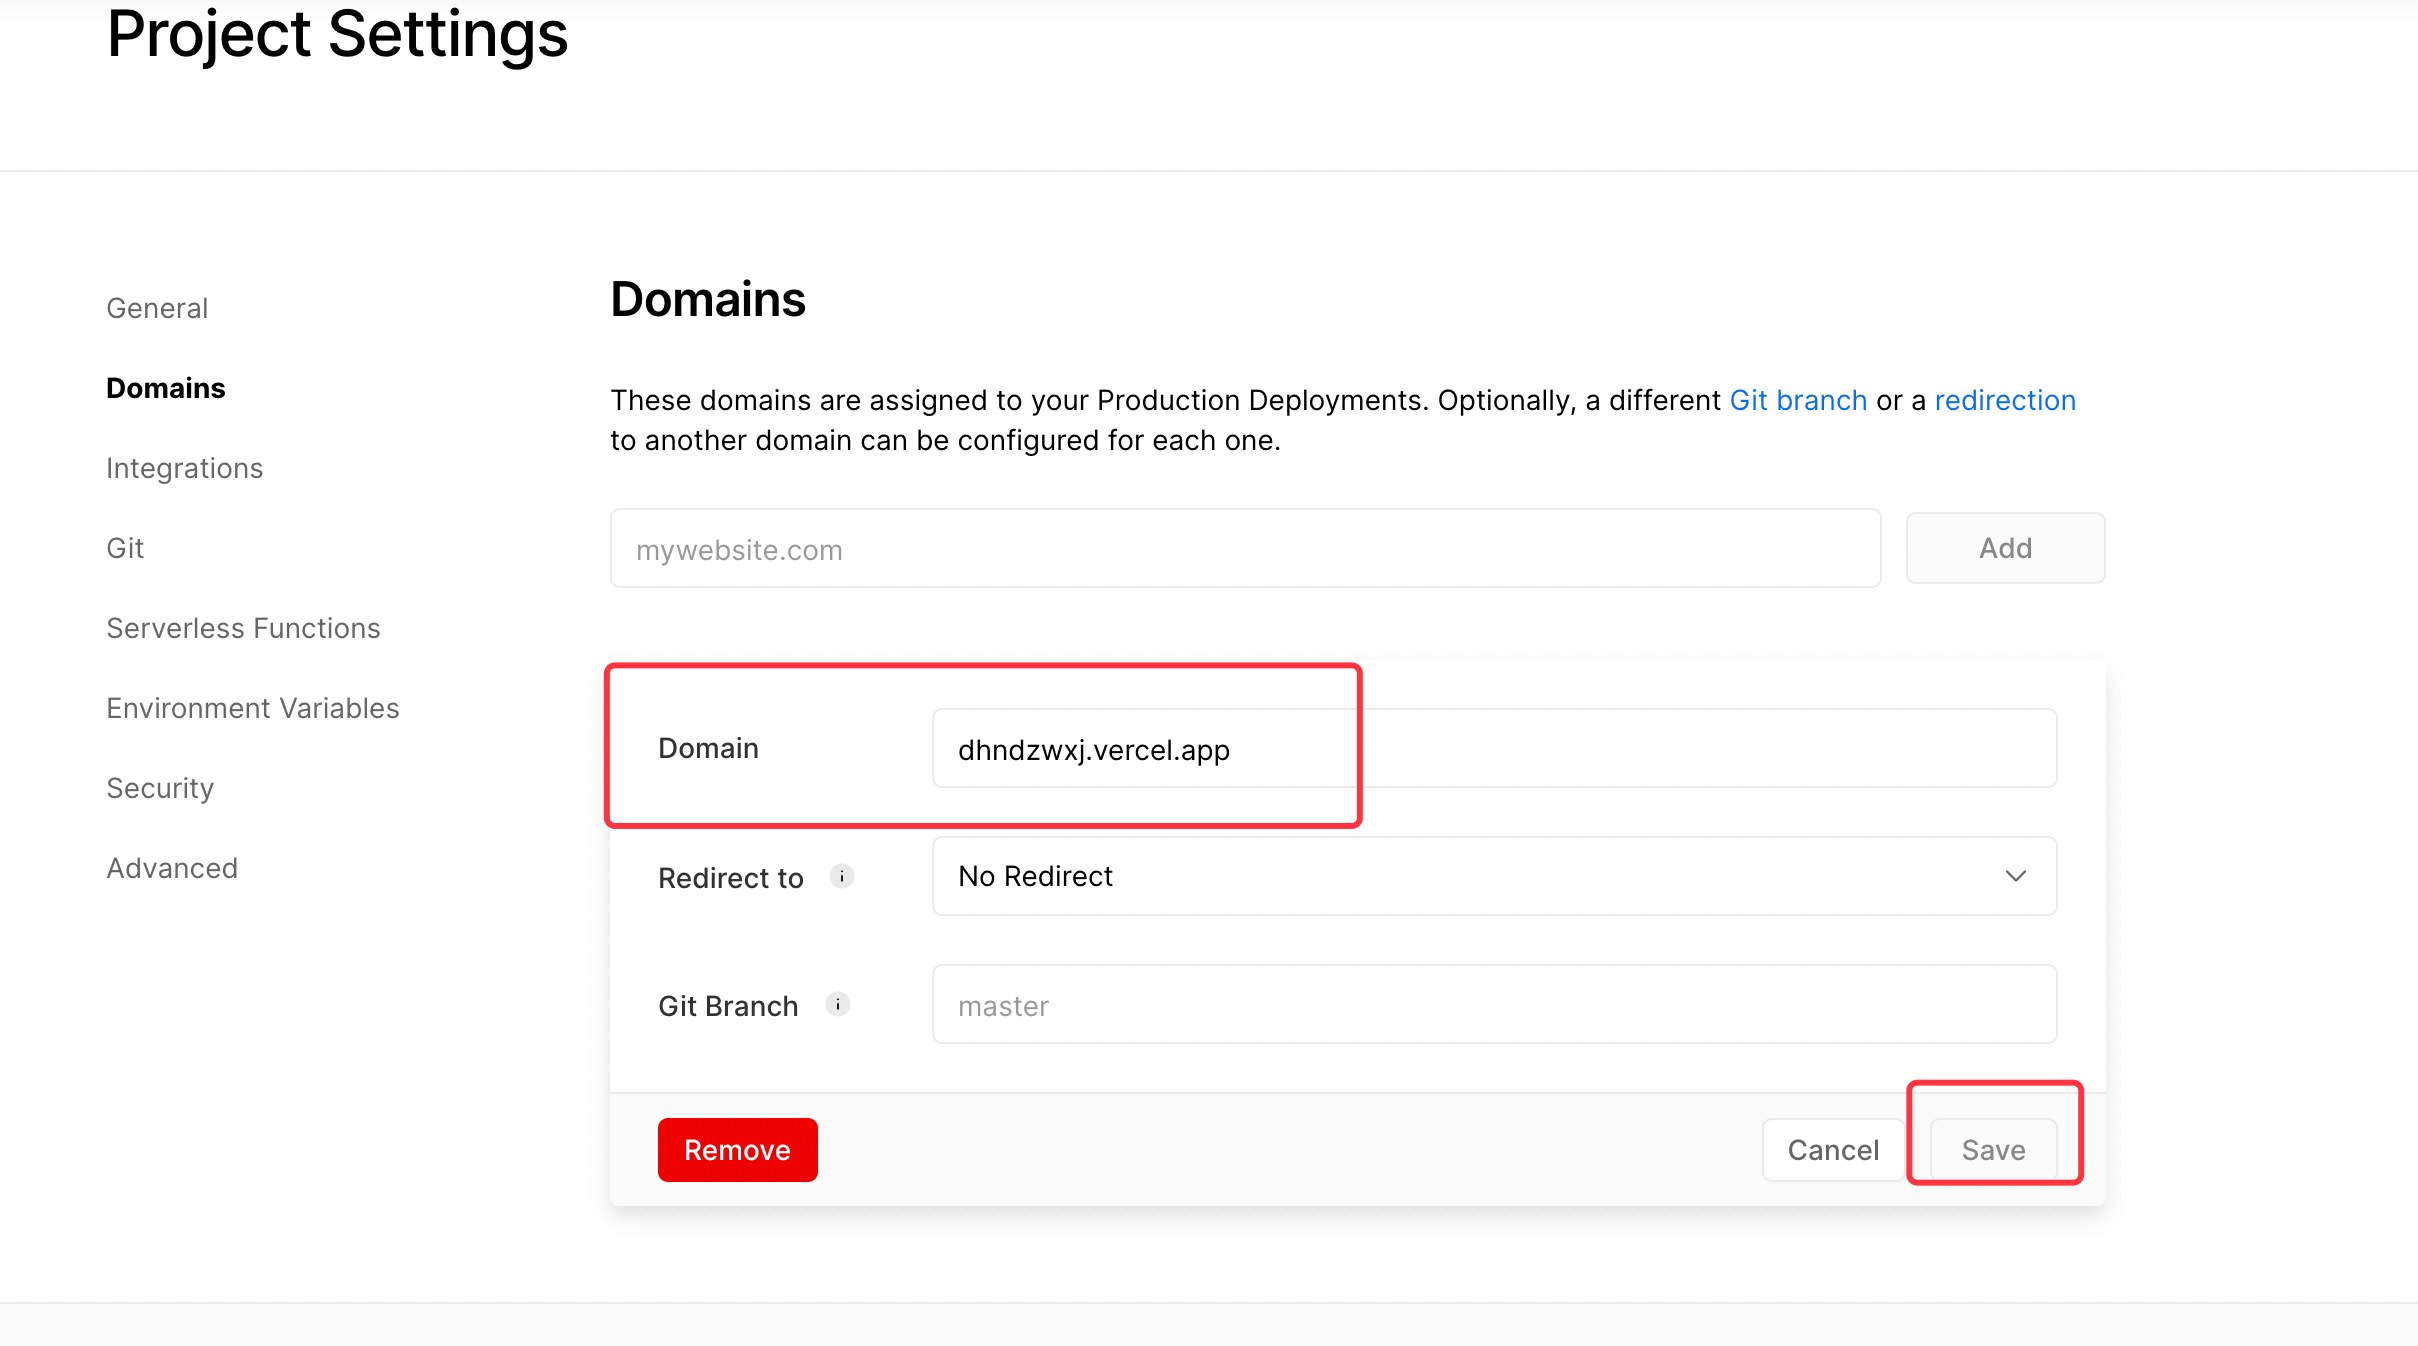 Project Settings
General
Domains
Integrations
Git
Serverless Functions
Environment Variables
Security
Advanced
Domains
These domains are assigned to your Production Deployments. Optionally, a different Git branch or a redirection
to another domain can be configured for each one.
mywebsite.com
Add
Domain
dhndzwxj.vercel.app
Redirect to
i
No Redirect
Git Branch
i
master
Remove
Cancel
Save